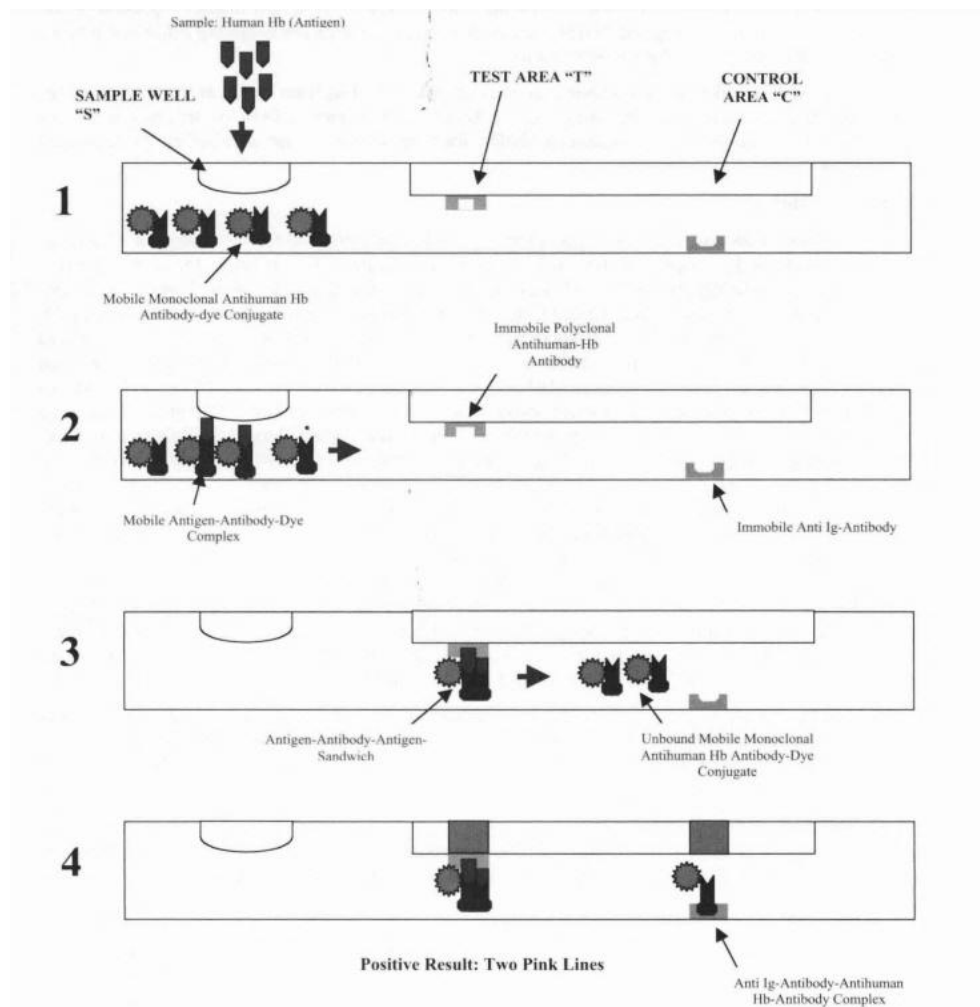 Sample: Human Hb (Antigen)
SAMPLE WELL
“S”
TEST AREA “T”
CONTROL
AREA “C”
1
Mobile Monoclonal Antihuman Hb
Antibody-dye Conjugate
Immobile Polyclonal
Antihuman-Hb
Antibody
2
Mobile Antigen-Antibody-Dye
Complex
Immobile Anti Ig-Antibody
3
Antigen-Antibody-Antigen-
Sandwich
Unbound Mobile Monoclonal
Antihuman Hb Antibody-Dye
Conjugate
4
Positive Result: Two Pink Lines
Anti Ig-Antibody-Antihuman
Hb-Antibody Complex